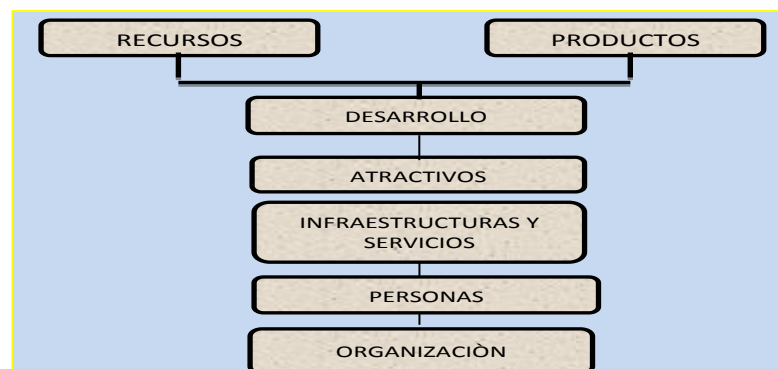 RECURSOS
PRODUCTOS
DESARROLLO
ATRACTIVOS
INFRAESTRUCTURAS Y
SERVICIOS
PERSONAS
ORGANIZACIÒN